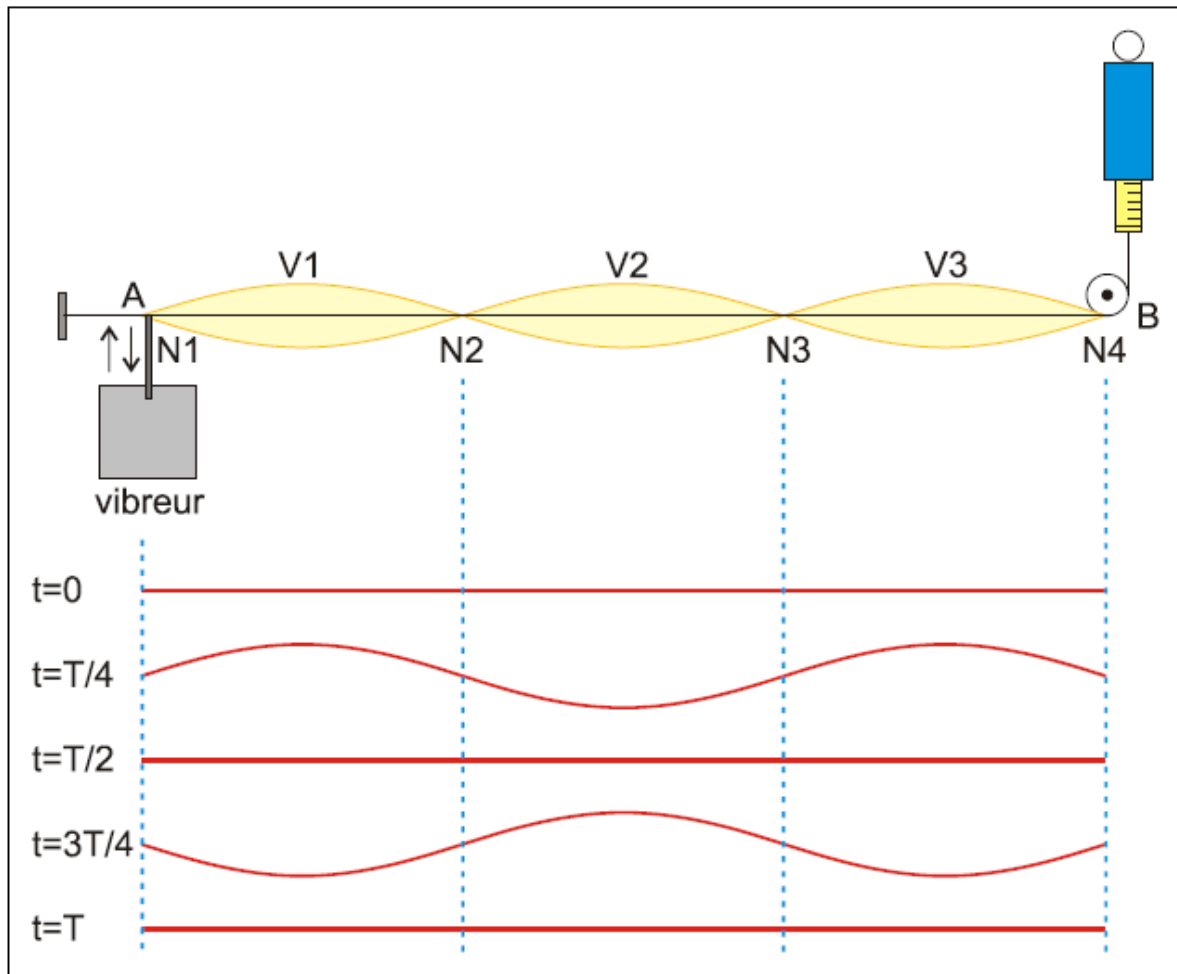 V1 V2 V3
A B
N1 N2 N3 N4
vibreur
t=0
t=T/4
t=T/2
t=3T/4
t=T